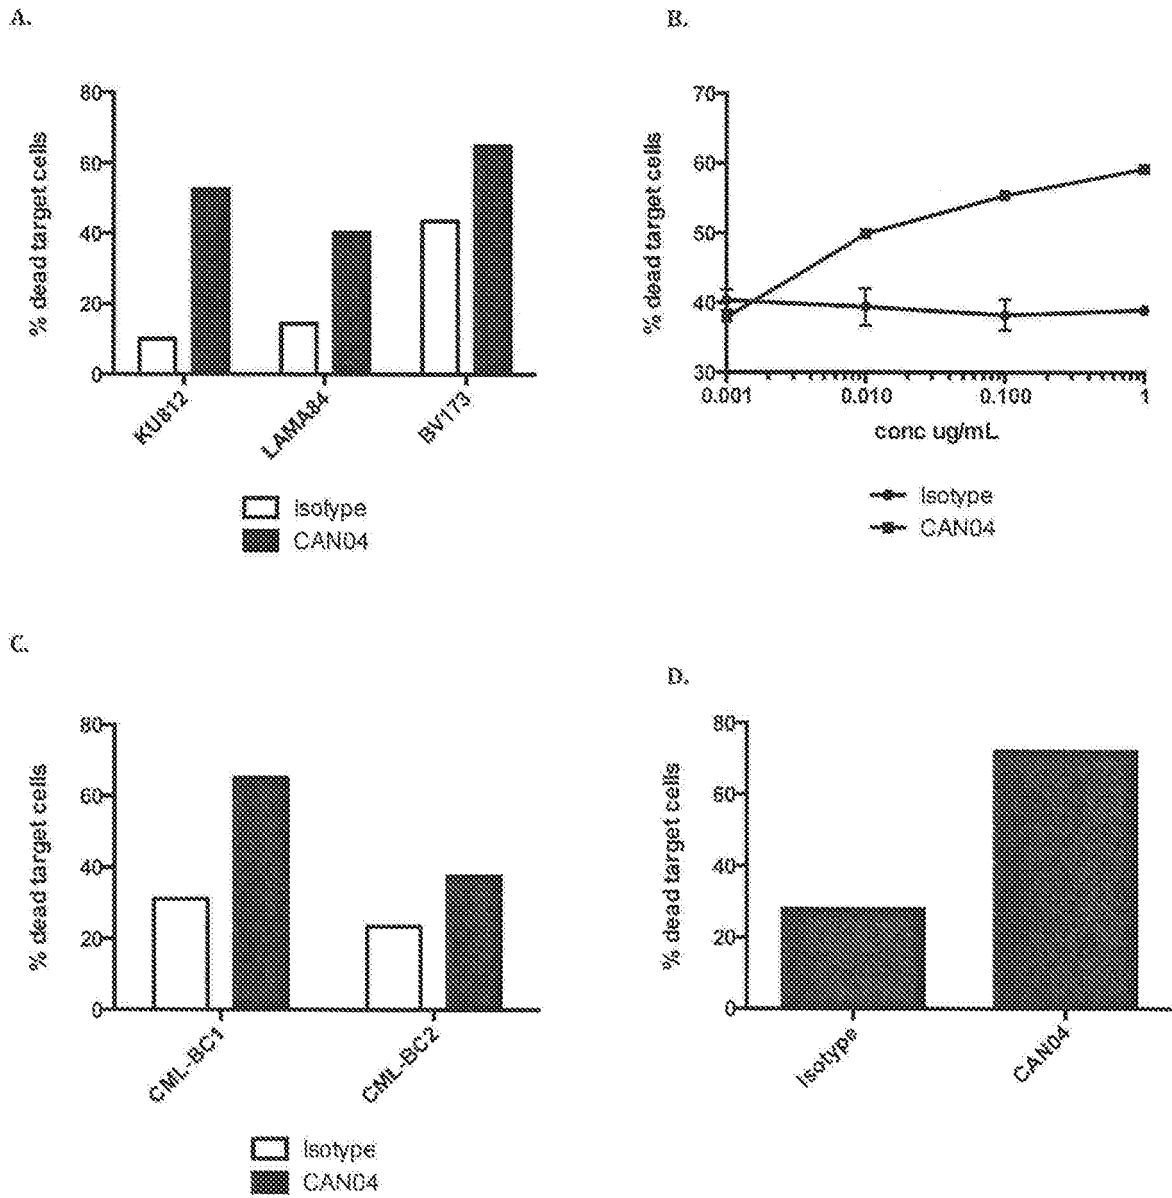 A.
% dead target cells
80
60
40
20
0
KU812
LAMA84
BV173
Isotype
CAN04
B.
% dead target cells
70
60
50
40
30
0.001
0.010
0.100
1
conc ug/mL
Isotype
CAN04
C.
% dead target cells
80
60
40
20
0
CML-BC1
CML-BC2
Isotype
CAN04
D.
% dead target cells
80
60
40
20
0
Isotype
CAN04